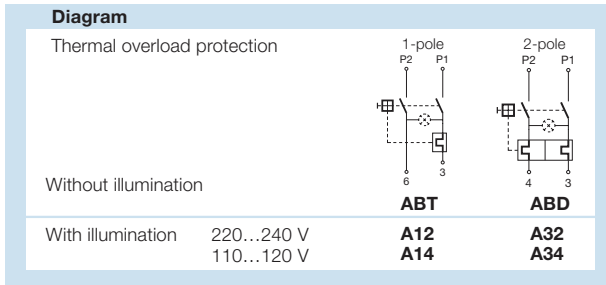 Diagram
Thermal overload protection 1-pole 2-pole
P2 P1 P2 P1
6 3 4 3
Without illumination
ABT ABD
With illumination 220...240 V A12 A32
110...120 V A14 A34